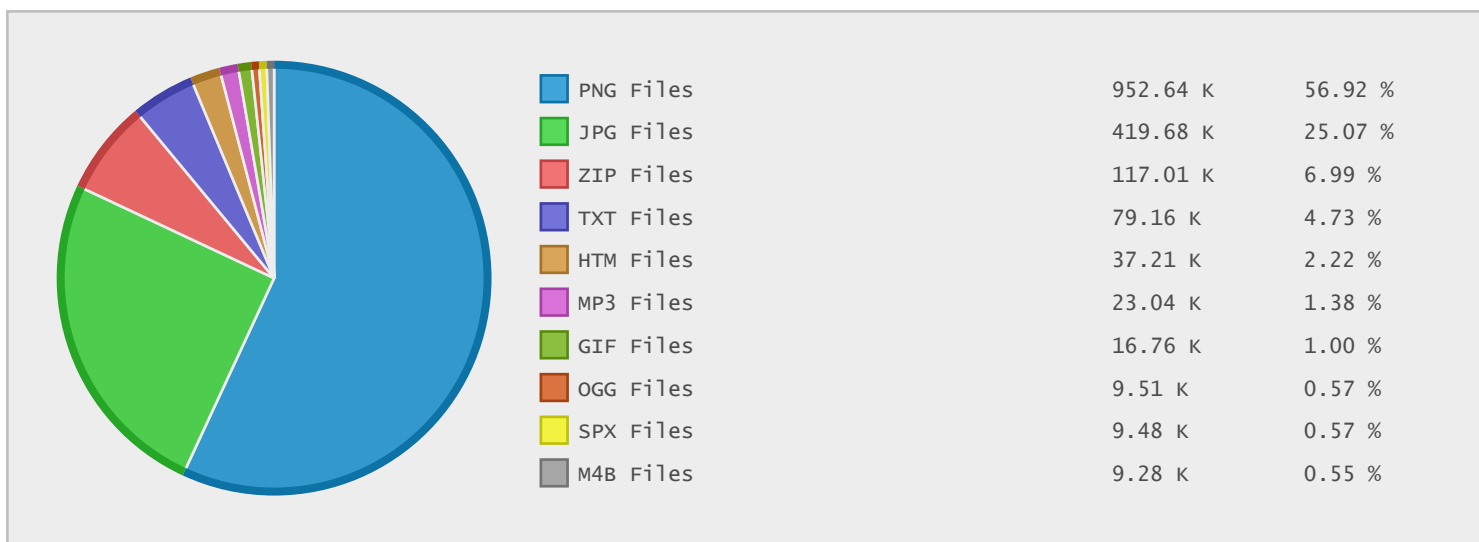 PNG Files 952.64 K 56.92 %
JPG Files 419.68 K 25.07 %
ZIP Files 117.01 K 6.99 %
TXT Files 79.16 K 4.73 %
HTM Files 37.21 K 2.22 %
MP3 Files 23.04 K 1.38 %
GIF Files 16.76 K 1.00 %
OGG Files 9.51 K 0.57 %
SPX Files 9.48 K 0.57 %
M4B Files 9.28 K 0.55 %